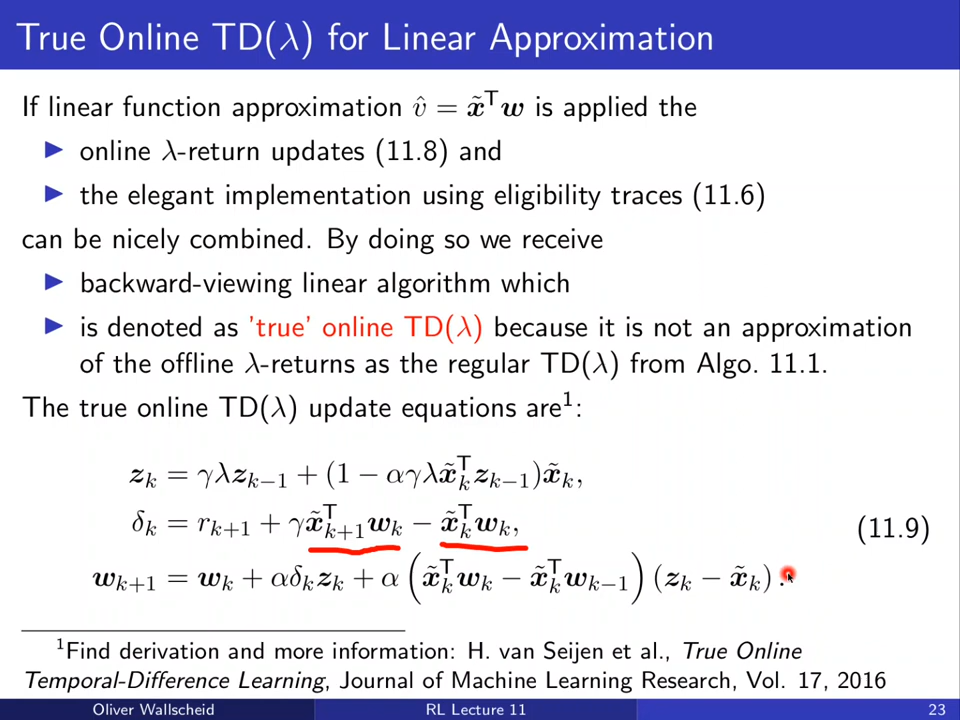 True Online TD(λ) for Linear Approximation
If linear function approximation v̂ = x̃ᵀw is applied the
▶ online λ-return updates (11.8) and
▶ the elegant implementation using eligibility traces (11.6)
can be nicely combined. By doing so we receive
▶ backward-viewing linear algorithm which
▶ is denoted as 'true' online TD(λ) because it is not an approximation
of the offline λ-returns as the regular TD(λ) from Algo. 11.1.
The true online TD(λ) update equations are¹:
z_k = γλz_{k−1} + (1 − αγλx̃_k^T z_{k−1})x̃_k,
δ_k = r_{k+1} + γx̃_{k+1}^T w_k − x̃_k^T w_k,
(11.9)
w_{k+1} = w_k + αδ_k z_k + α (x̃_k^T w_k − x̃_k^T w_{k−1}) (z_k − x̃_k) .
¹Find derivation and more information: H. van Seijen et al., True Online
Temporal-Difference Learning, Journal of Machine Learning Research, Vol. 17, 2016
Oliver Wallscheid RL Lecture 11 23